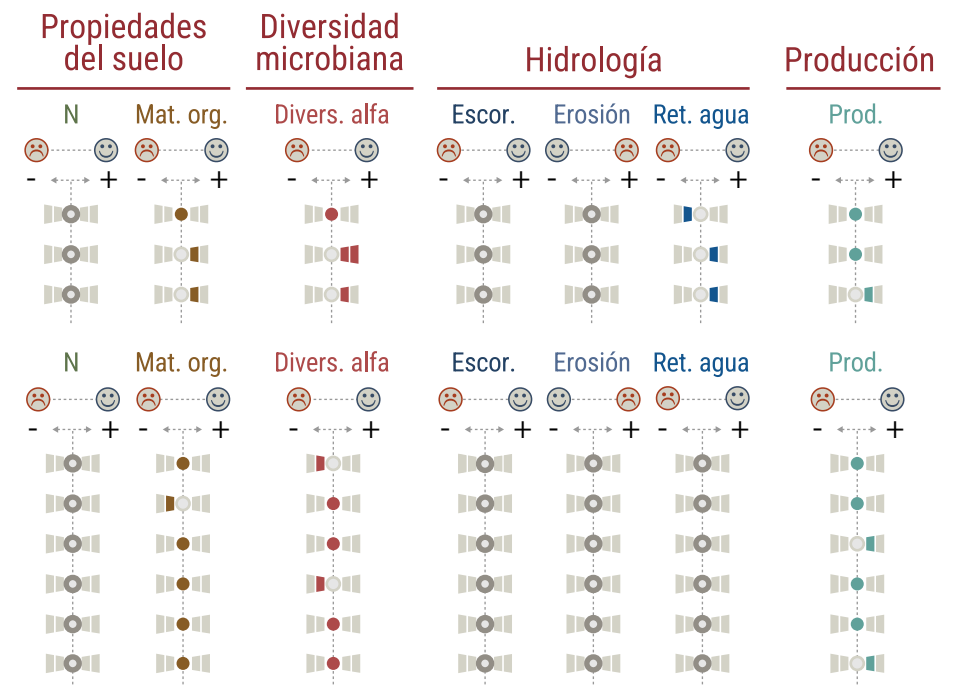 Propiedades
del suelo
Diversidad
microbiana
Hidrología
Producción
N
Mat. org.
Divers. alfa
Escor.
Erosión
Ret. agua
Prod.
- +
- +
- +
- +
- +
- +
- +
N
Mat. org.
Divers. alfa
Escor.
Erosión
Ret. agua
Prod.
- +
- +
- +
- +
- +
- +
- +